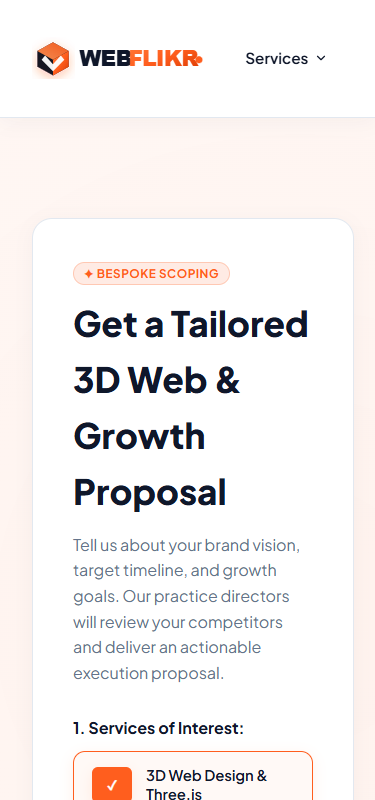 WEBFLIKR
Services
✦ BESPOKE SCOPING
Get a Tailored
3D Web &
Growth
Proposal
Tell us about your brand vision,
target timeline, and growth
goals. Our practice directors
will review your competitors
and deliver an actionable
execution proposal.
1. Services of Interest:
✓ 3D Web Design &
Three.js